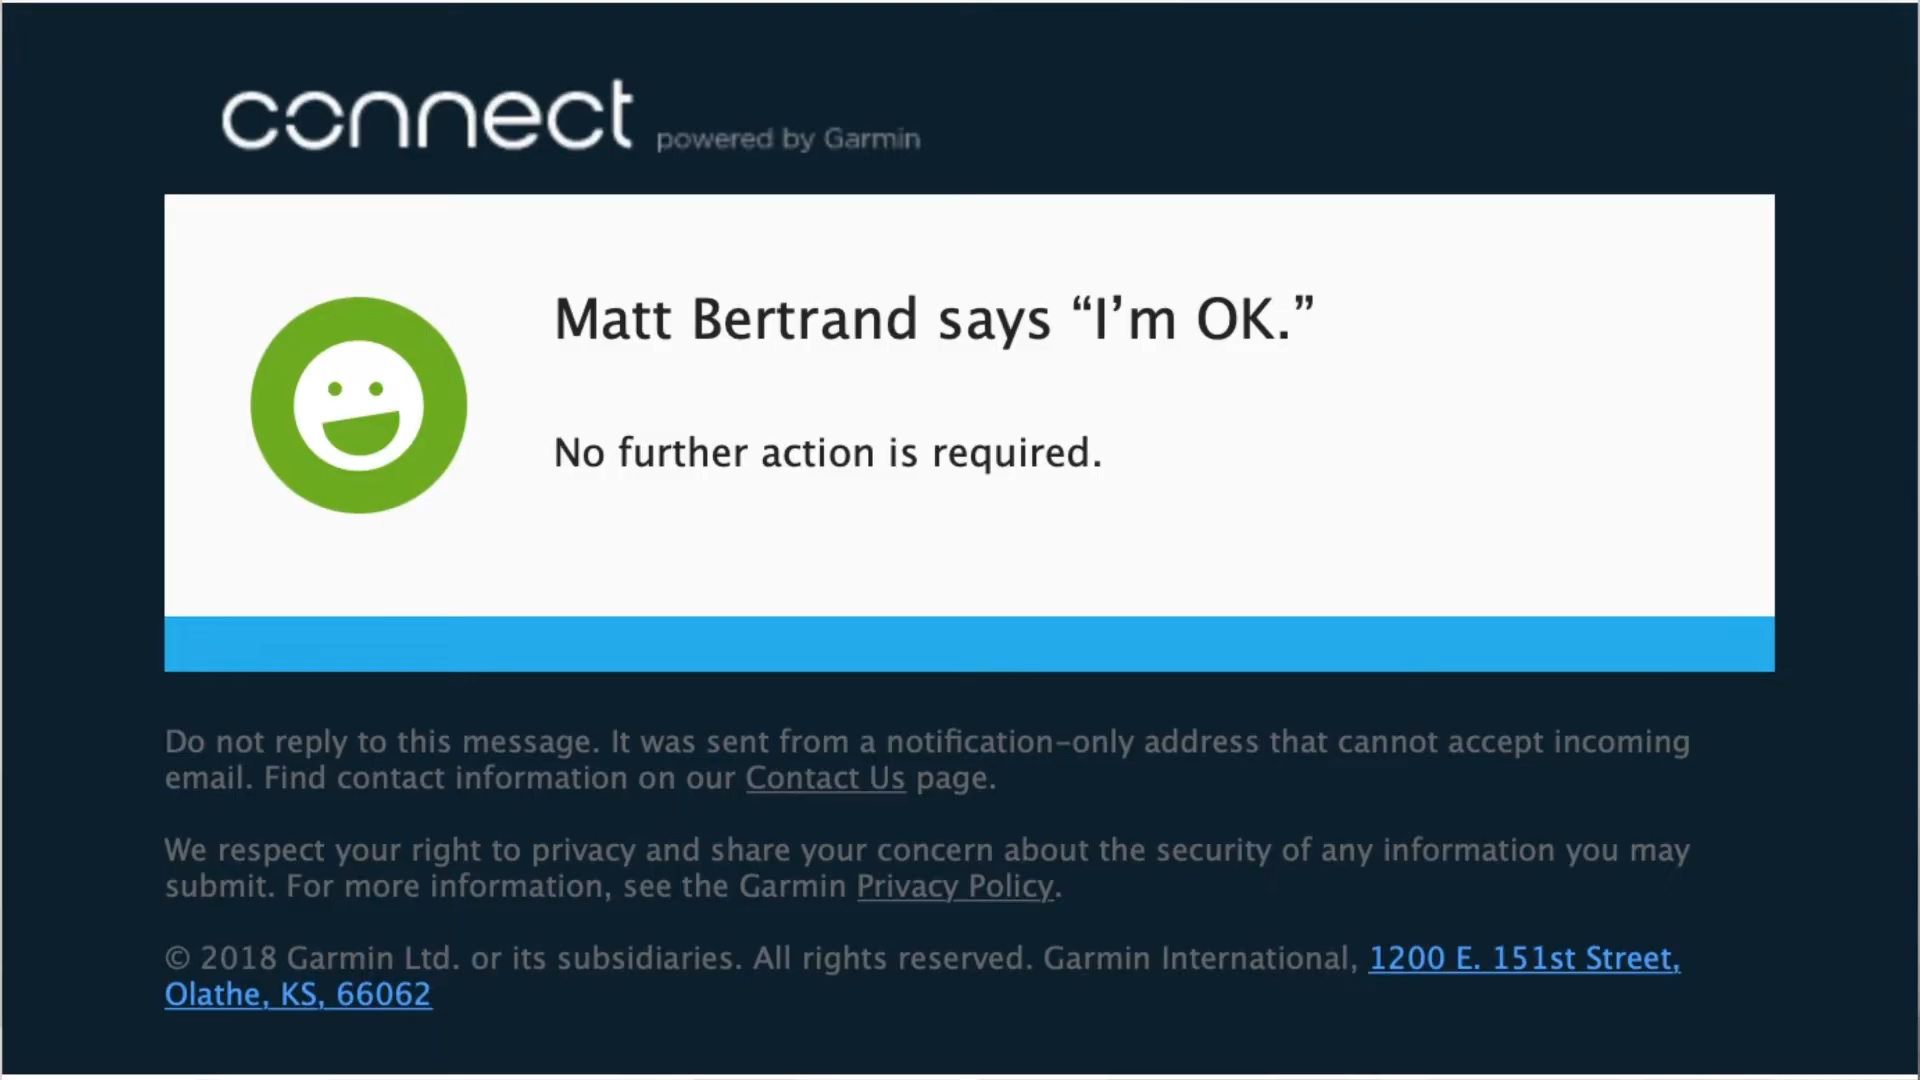 connect powered by Garmin
Matt Bertrand says “I’m OK.”
No further action is required.
Do not reply to this message. It was sent from a notification-only address that cannot accept incoming
email. Find contact information on our Contact Us page.
We respect your right to privacy and share your concern about the security of any information you may
submit. For more information, see the Garmin Privacy Policy.
© 2018 Garmin Ltd. or its subsidiaries. All rights reserved. Garmin International, 1200 E. 151st Street,
Olathe, KS, 66062